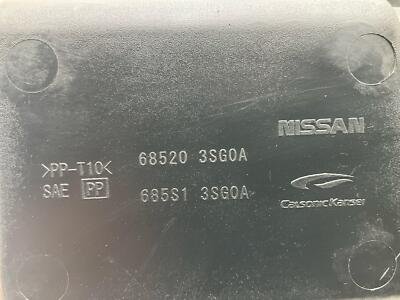 NISSAN
68520 3SG0A
>PP-T10<
SAE PP
685S1 3SG0A
CalsonicKansei